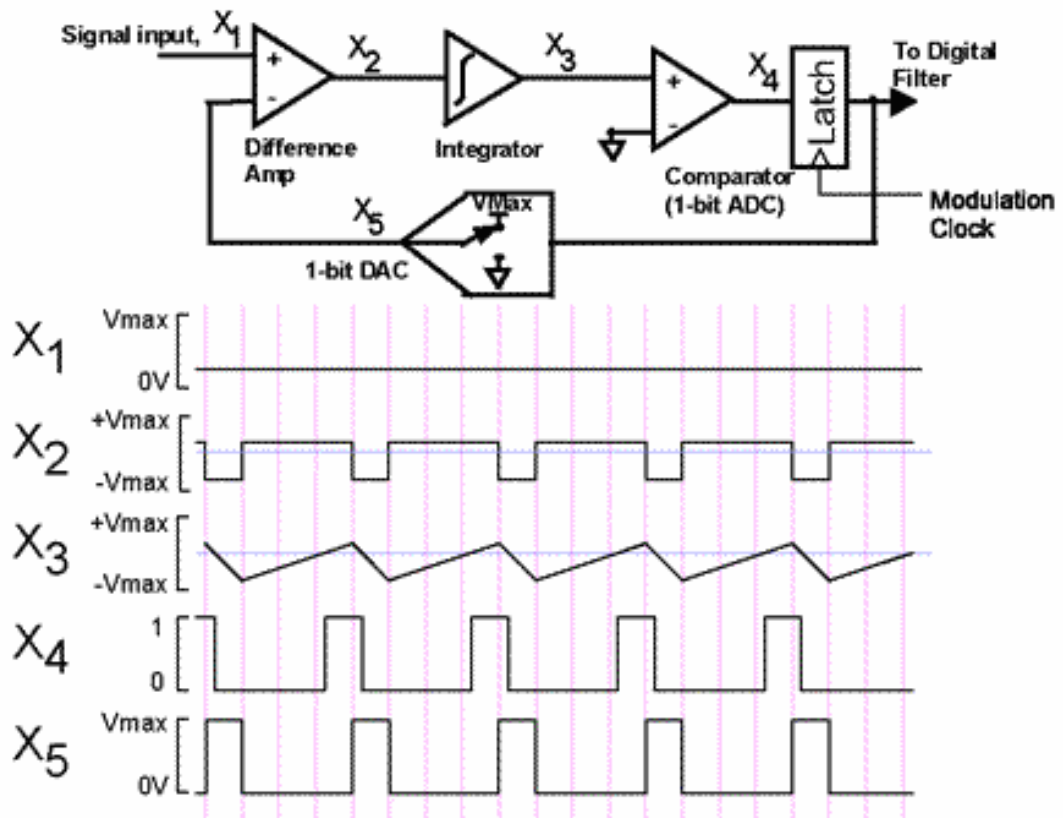 Signal input, X1
X2
X3
X4
To Digital
Filter
+
-
+
-
Latch
Difference
Amp
Integrator
Comparator
(1-bit ADC)
Modulation
Clock
X5
VMax
1-bit DAC
X1
Vmax
0V
X2
+Vmax
-Vmax
X3
+Vmax
-Vmax
X4
1
0
X5
Vmax
0V